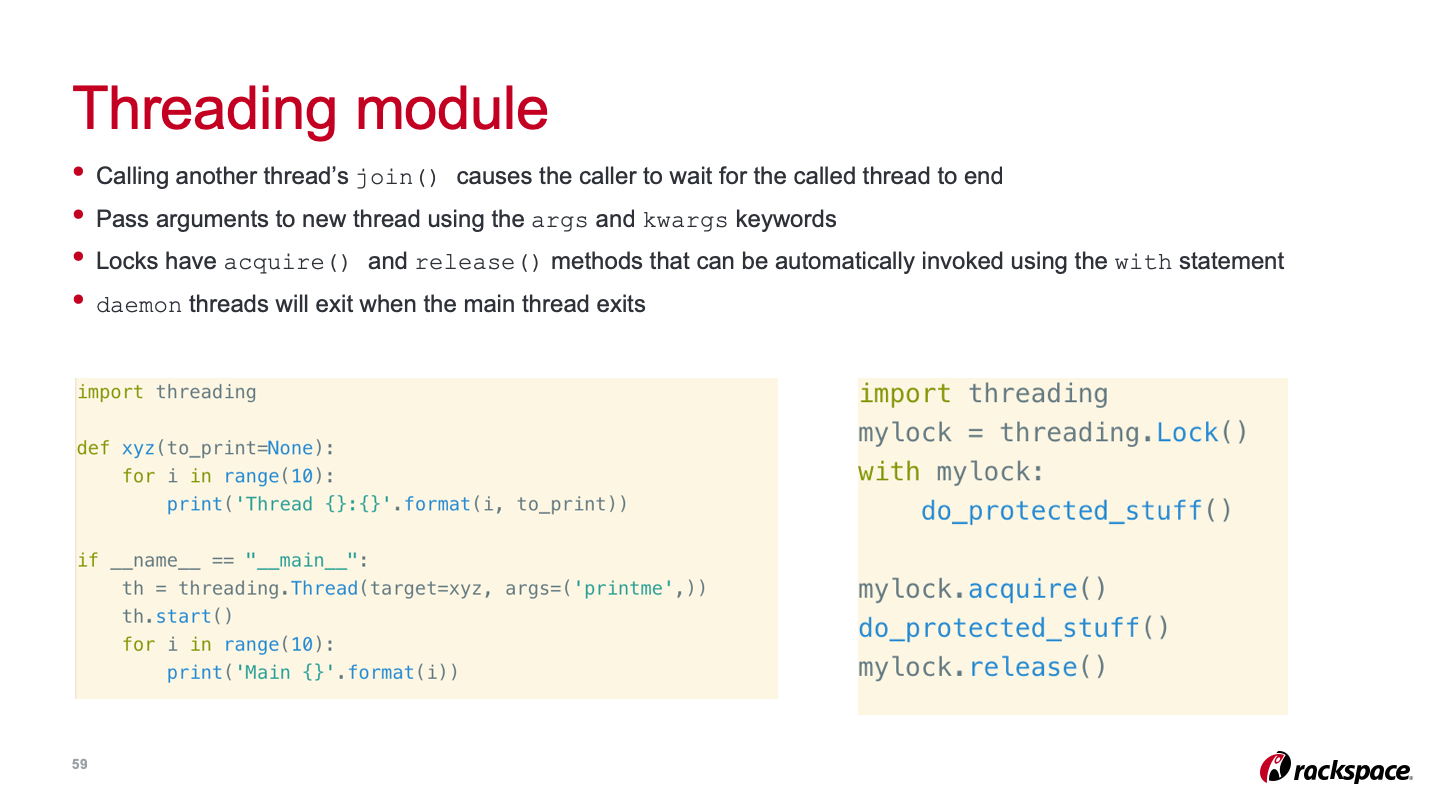 Threading module
• Calling another thread’s join() causes the caller to wait for the called thread to end
• Pass arguments to new thread using the args and kwargs keywords
• Locks have acquire() and release() methods that can be automatically invoked using the with statement
• daemon threads will exit when the main thread exits
import threading

def xyz(to_print=None):
    for i in range(10):
        print('Thread {}:{}'.format(i, to_print))

if __name__ == "__main__":
    th = threading.Thread(target=xyz, args=('printme',))
    th.start()
    for i in range(10):
        print('Main {}'.format(i))
import threading
mylock = threading.Lock()
with mylock:
    do_protected_stuff()

mylock.acquire()
do_protected_stuff()
mylock.release()
59
rackspace.